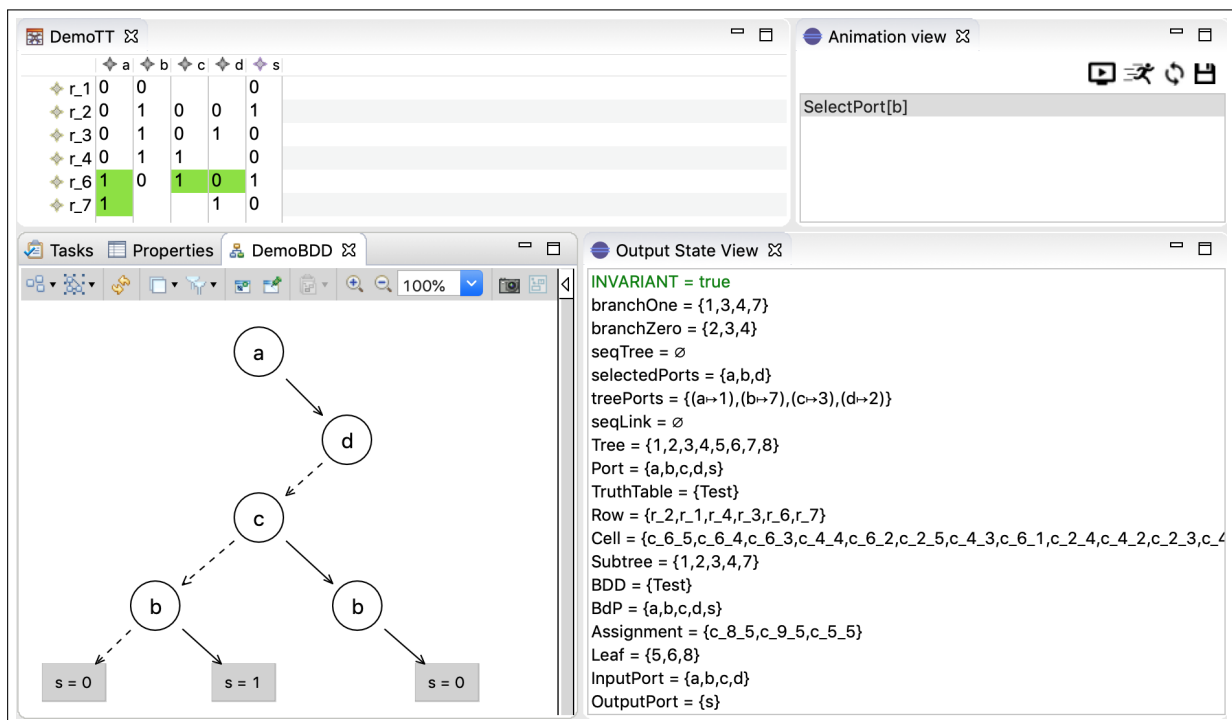 DemoTT
a b c d s
r_1 0 0 0
r_2 0 1 0 0 1
r_3 0 1 0 1 0
r_4 0 1 1 0
r_6 1 0 1 0 1
r_7 1 1 0
Animation view
SelectPort[b]
Tasks Properties DemoBDD
100%
a
d
c
b b
s = 0 s = 1 s = 0
Output State View
INVARIANT = true
branchOne = {1,3,4,7}
branchZero = {2,3,4}
seqTree = ∅
selectedPorts = {a,b,d}
treePorts = {(a↦1),(b↦7),(c↦3),(d↦2)}
seqLink = ∅
Tree = {1,2,3,4,5,6,7,8}
Port = {a,b,c,d,s}
TruthTable = {Test}
Row = {r_2,r_1,r_4,r_3,r_6,r_7}
Cell = {c_6_5,c_6_4,c_6_3,c_4_4,c_6_2,c_2_5,c_4_3,c_6_1,c_2_4,c_4_2,c_2_3,c_4
Subtree = {1,2,3,4,7}
BDD = {Test}
BdP = {a,b,c,d,s}
Assignment = {c_8_5,c_9_5,c_5_5}
Leaf = {5,6,8}
InputPort = {a,b,c,d}
OutputPort = {s}